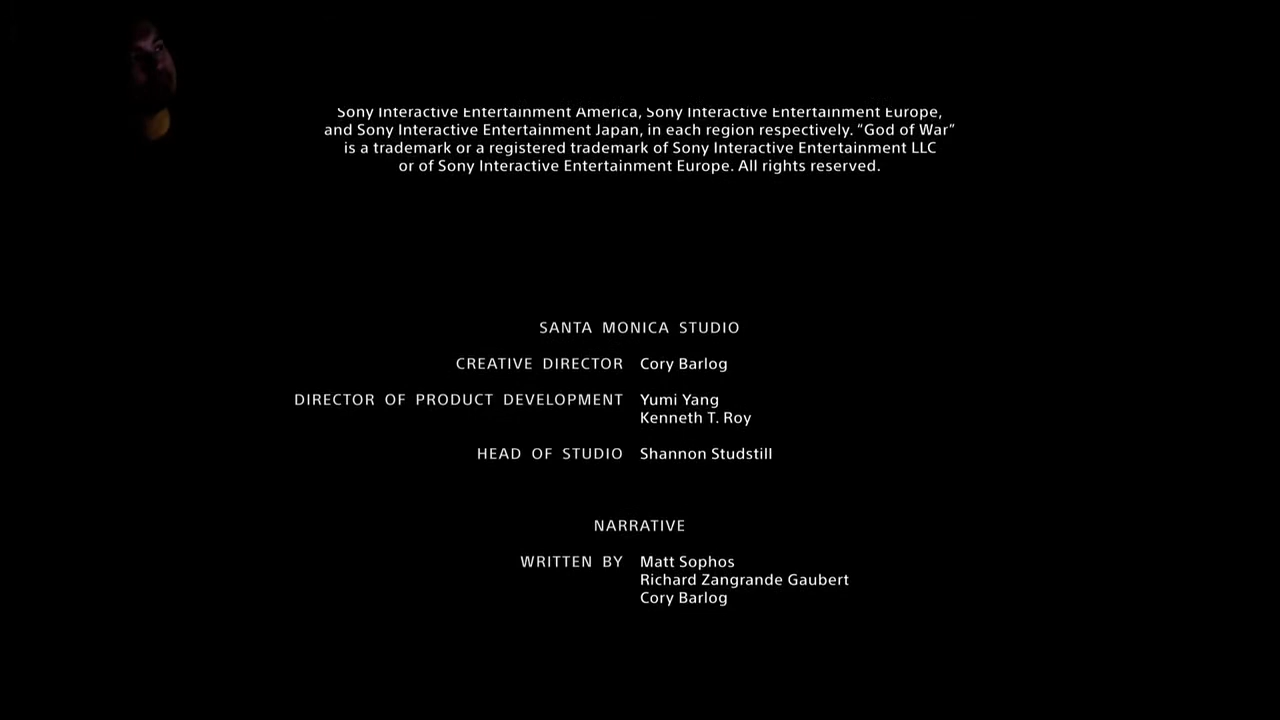 Sony Interactive Entertainment America, Sony Interactive Entertainment Europe,
and Sony Interactive Entertainment Japan, in each region respectively. "God of War"
is a trademark or a registered trademark of Sony Interactive Entertainment LLC
or of Sony Interactive Entertainment Europe. All rights reserved.
SANTA MONICA STUDIO
CREATIVE DIRECTOR Cory Barlog
DIRECTOR OF PRODUCT DEVELOPMENT Yumi Yang
Kenneth T. Roy
HEAD OF STUDIO Shannon Studstill
NARRATIVE
WRITTEN BY Matt Sophos
Richard Zangrande Gaubert
Cory Barlog